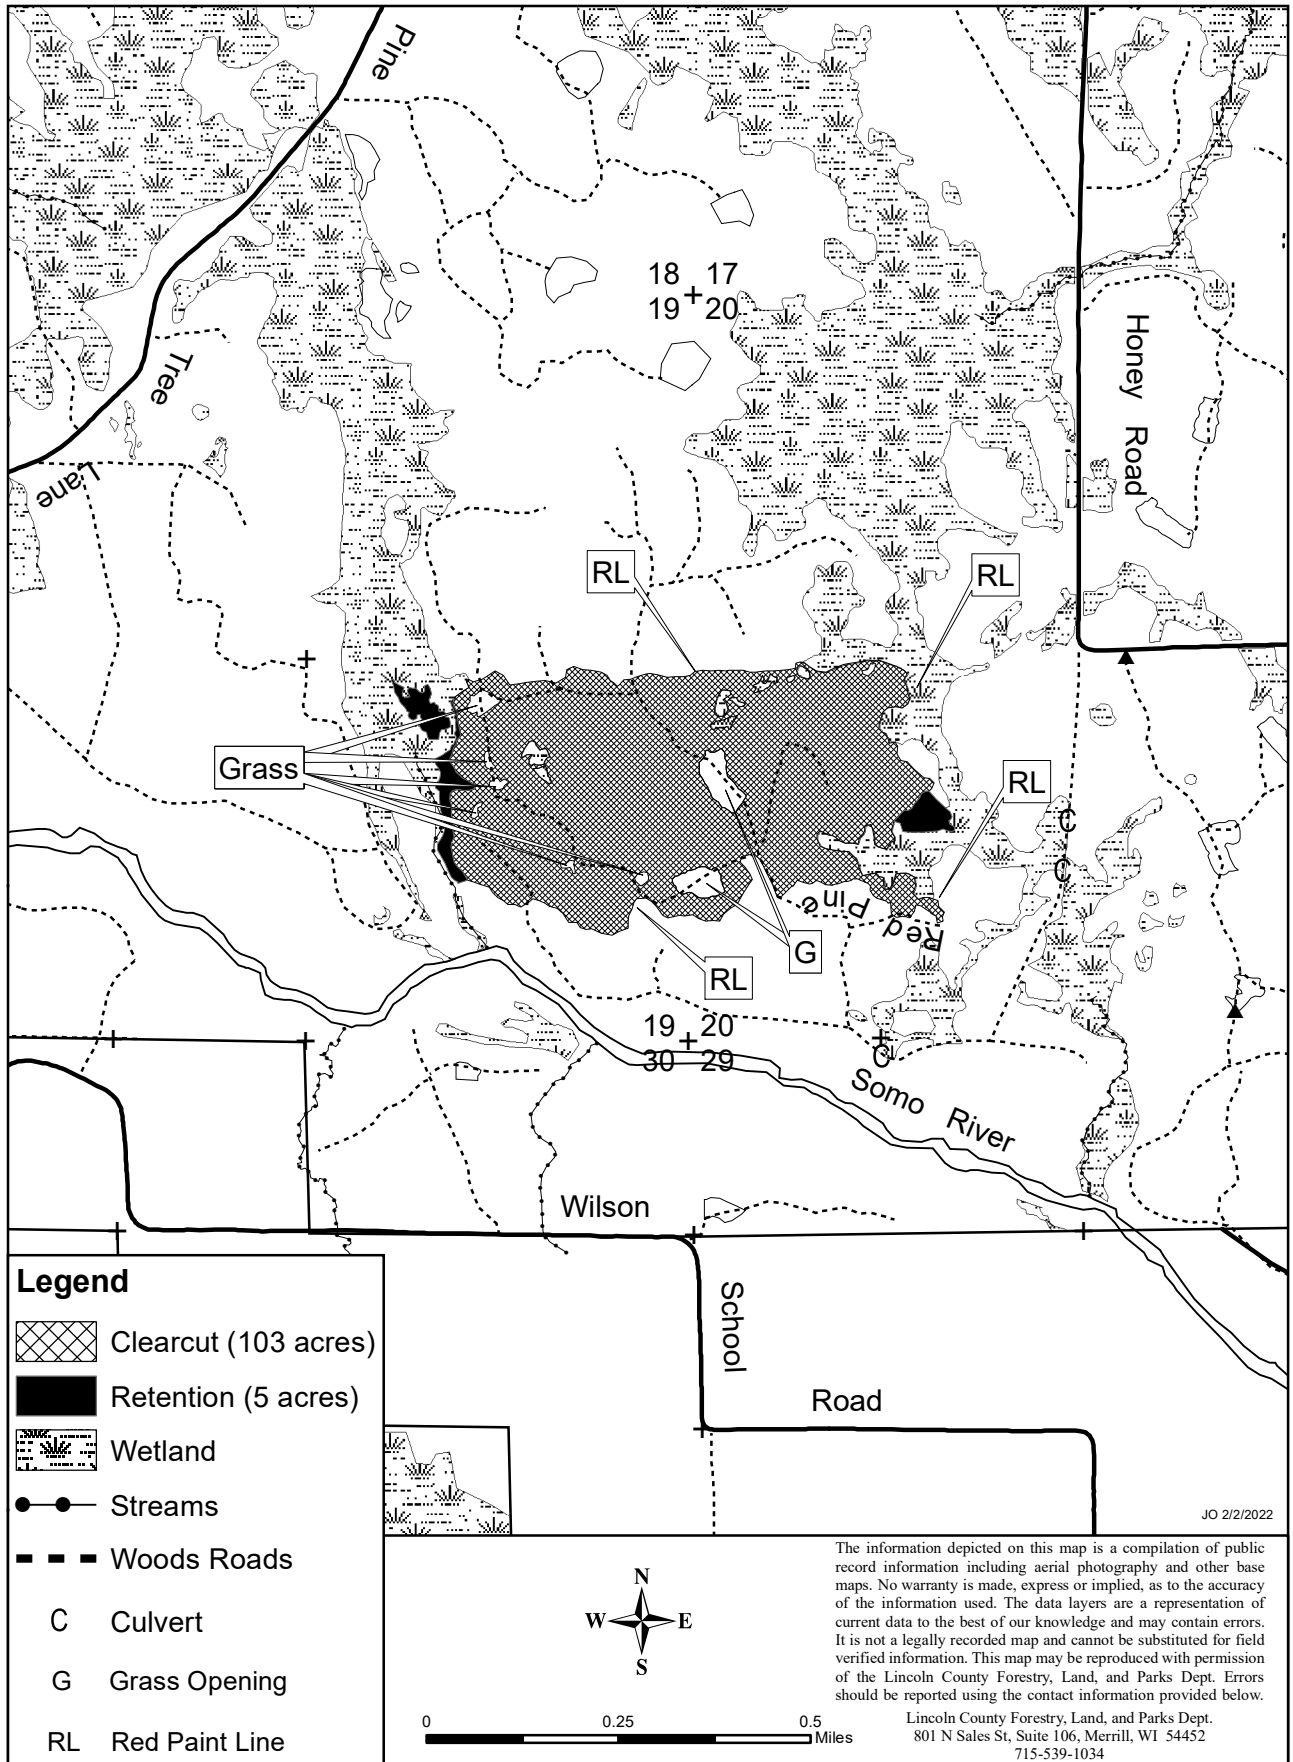 Pine
Tree
Lane
18 17
19 20
Honey Road
RL
RL
Grass
RL
Red Pine
G
RL
19 20
30 29
C
C
C
Somo River
Wilson
School
Road
Legend
Clearcut (103 acres)
Retention (5 acres)
Wetland
Streams
Woods Roads
C Culvert
G Grass Opening
RL Red Paint Line
N
W E
S
0 0.25 0.5
Miles
JO 2/2/2022
The information depicted on this map is a compilation of public
record information including aerial photography and other base
maps. No warranty is made, express or implied, as to the accuracy
of the information used. The data layers are a representation of
current data to the best of our knowledge and may contain errors.
It is not a legally recorded map and cannot be substituted for field
verified information. This map may be reproduced with permission
of the Lincoln County Forestry, Land, and Parks Dept. Errors
should be reported using the contact information provided below.
Lincoln County Forestry, Land, and Parks Dept.
801 N Sales St, Suite 106, Merrill, WI 54452
715-539-1034